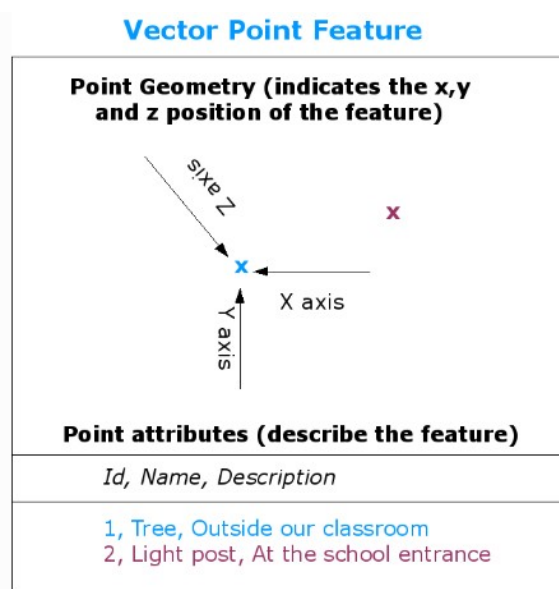 Vector Point Feature
Point Geometry (indicates the x,y
and z position of the feature)
Z axis
x
x
X axis
Y axis
Point attributes (describe the feature)
Id, Name, Description
1, Tree, Outside our classroom
2, Light post, At the school entrance